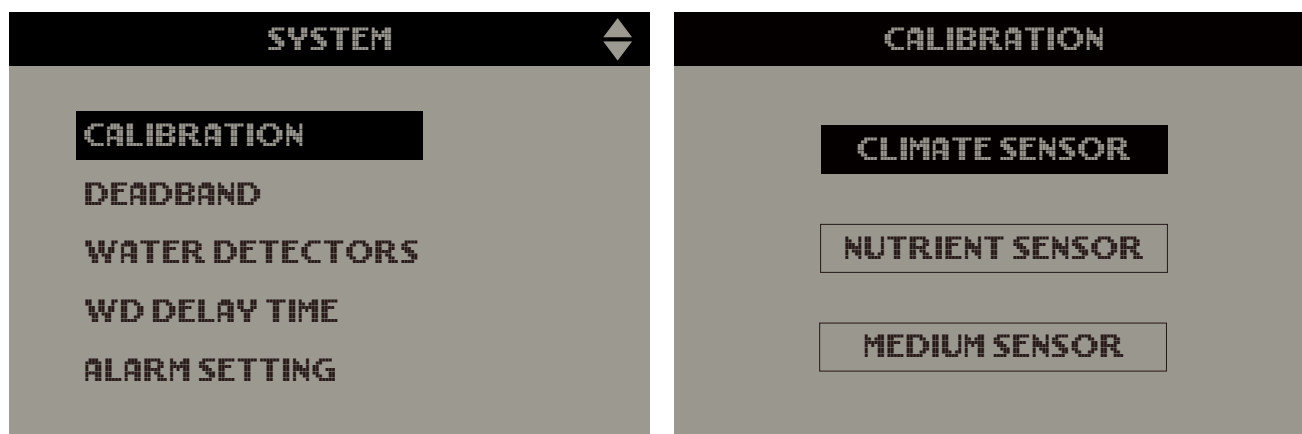 SYSTEM
CALIBRATION
DEADBAND
WATER DETECTORS
WD DELAY TIME
ALARM SETTING
CALIBRATION
CLIMATE SENSOR
NUTRIENT SENSOR
MEDIUM SENSOR